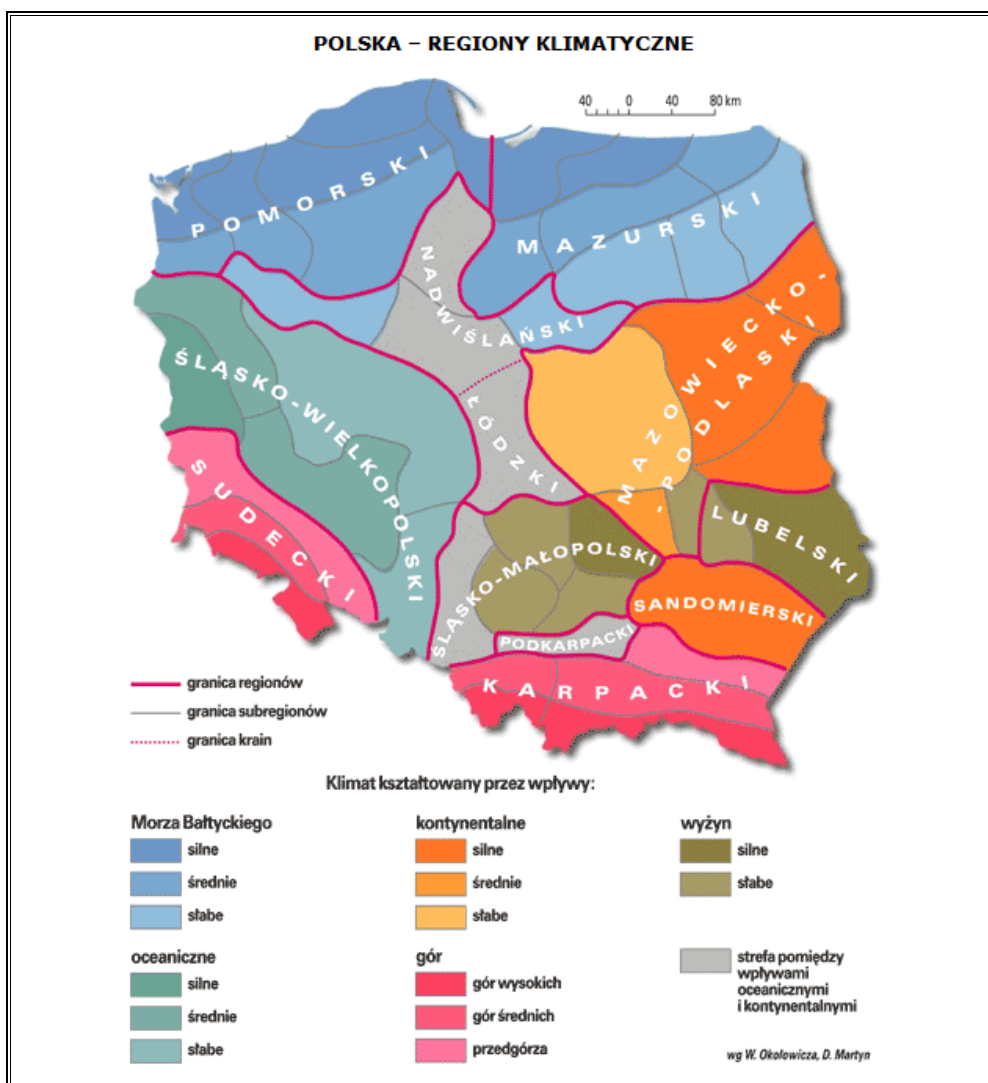 POLSKA – REGIONY KLIMATYCZNE
40 0 40 80 km
POMORSKI
MAZURSKI
NADWIŚLAŃSKI
MAZOWIECKO-
-PODLASKI
ŚLĄSKO-WIELKOPOLSKI
ŁÓDZKI
SUDECKI
LUBELSKI
ŚLĄSKO-MAŁOPOLSKI
SANDOMIERSKI
PODKARPACKI
KARPACKI
granica regionów
granica subregionów
granica krain
Klimat kształtowany przez wpływy:
Morza Bałtyckiego
silne
średnie
słabe
kontynentalne
silne
średnie
słabe
wyżyn
silne
słabe
oceaniczne
silne
średnie
słabe
gór
gór wysokich
gór średnich
przedgórza
strefa pomiędzy
wpływami
oceanicznymi
i kontynentalnymi
wg W. Okołowicza, D. Martyn